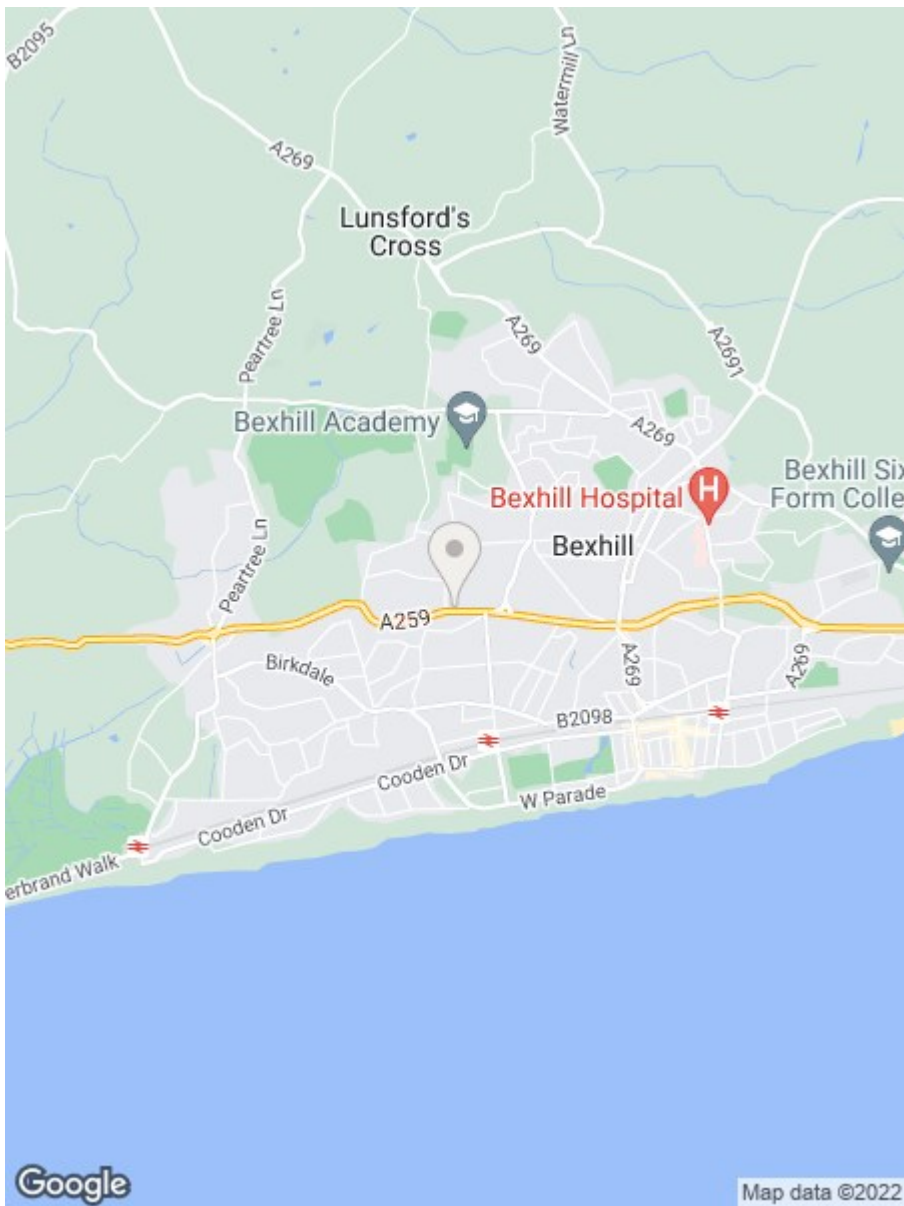 B2095
Watermill Ln
A269
Lunsford's
Cross
Peartree Ln
A269
A2691
Bexhill Academy
A269
Bexhill Six
Form Colle
Bexhill Hospital
H
Bexhill
Peartree Ln
A259
Birkdale
A269
A269
B2098
Cooden Dr
W Parade
Cooden Dr
erbrand Walk
Google
Map data ©2022